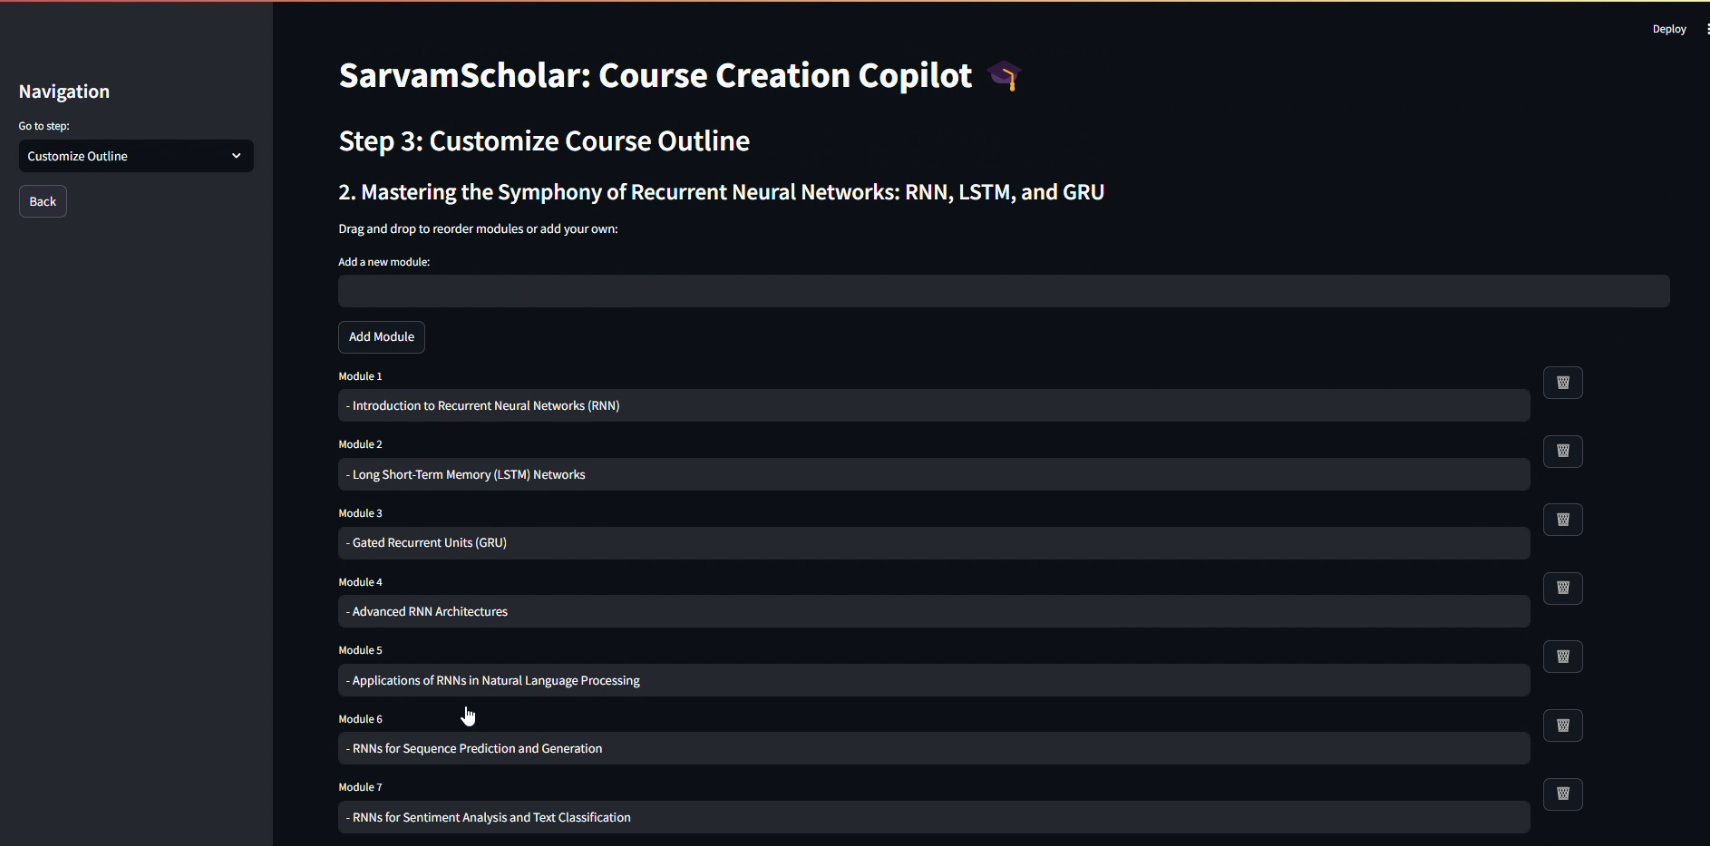 Deploy
Navigation
Go to step:
Customize Outline
Back
SarvamScholar: Course Creation Copilot
Step 3: Customize Course Outline
2. Mastering the Symphony of Recurrent Neural Networks: RNN, LSTM, and GRU
Drag and drop to reorder modules or add your own:
Add a new module:
Add Module
Module 1
- Introduction to Recurrent Neural Networks (RNN)
Module 2
- Long Short-Term Memory (LSTM) Networks
Module 3
- Gated Recurrent Units (GRU)
Module 4
- Advanced RNN Architectures
Module 5
- Applications of RNNs in Natural Language Processing
Module 6
- RNNs for Sequence Prediction and Generation
Module 7
- RNNs for Sentiment Analysis and Text Classification